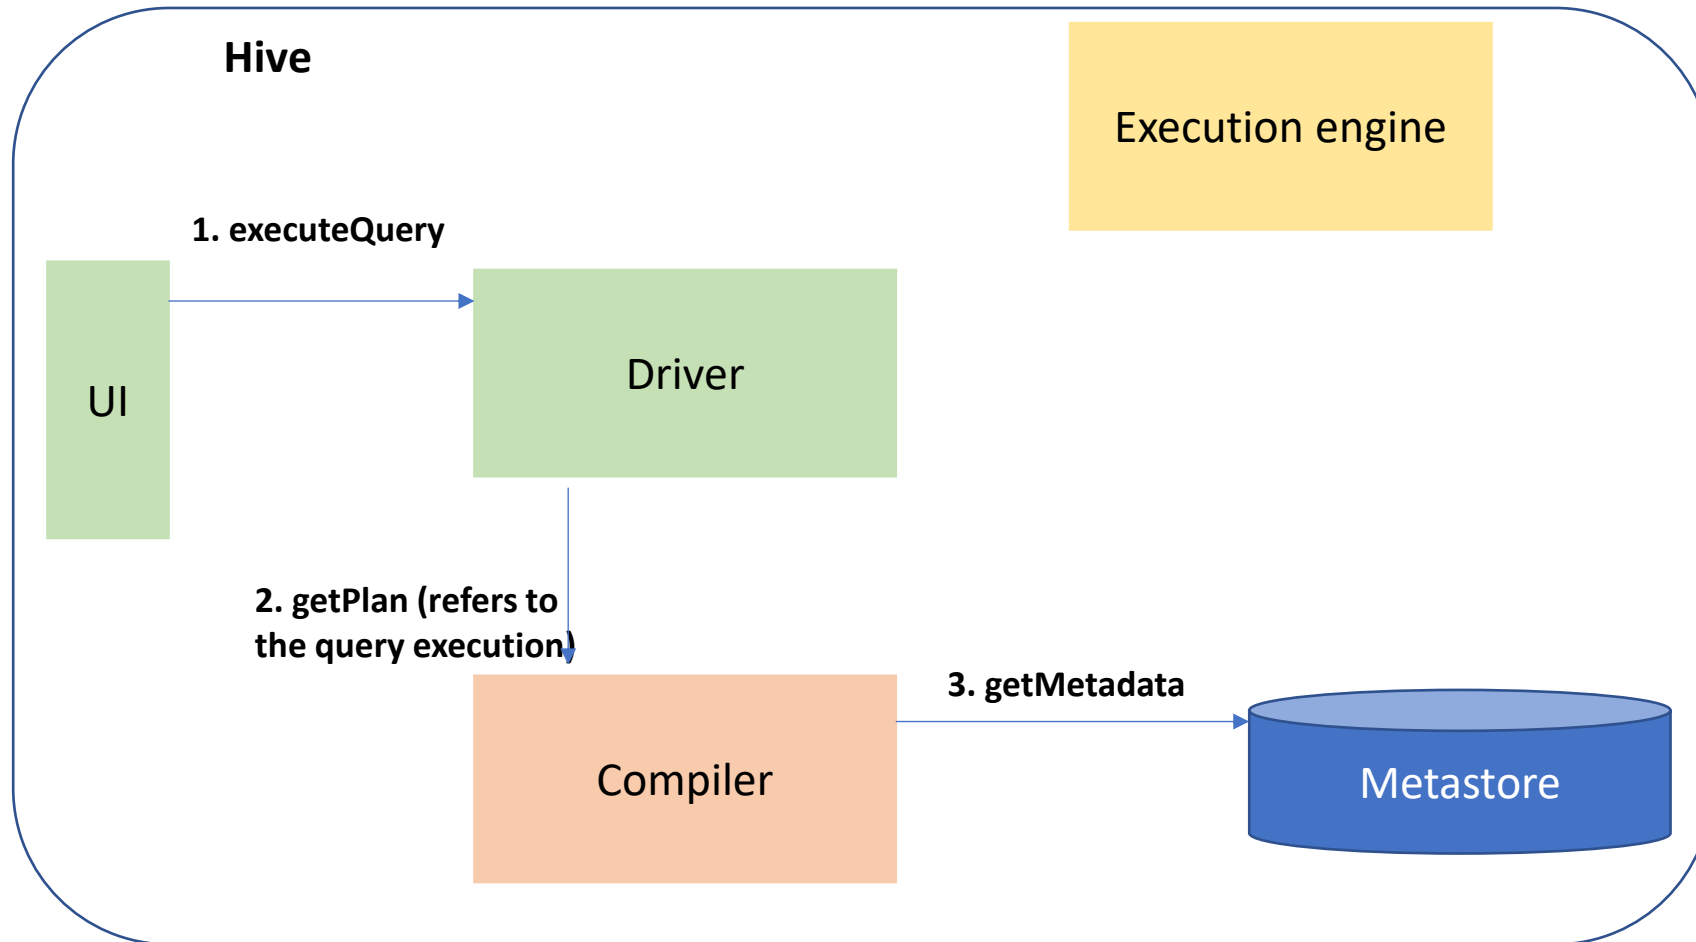 Hive
Execution engine
1. executeQuery
UI
Driver
2. getPlan (refers to
the query execution)
3. getMetadata
Compiler
Metastore